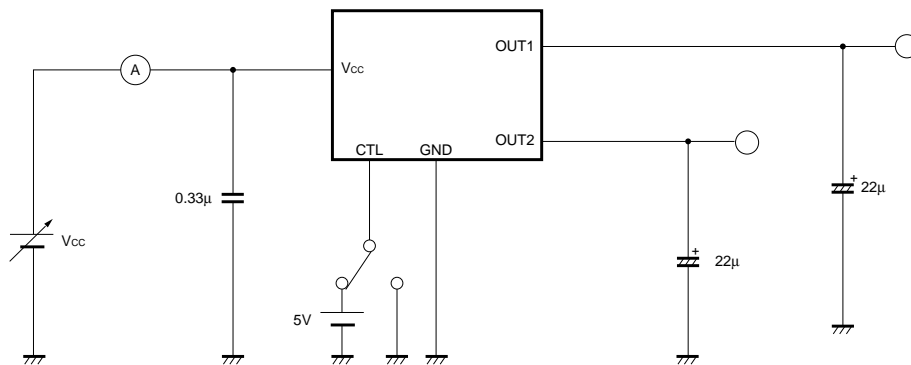 OUT1
A
VCC
OUT2
CTL
GND
0.33μ
+
22μ
VCC
+
22μ
5V